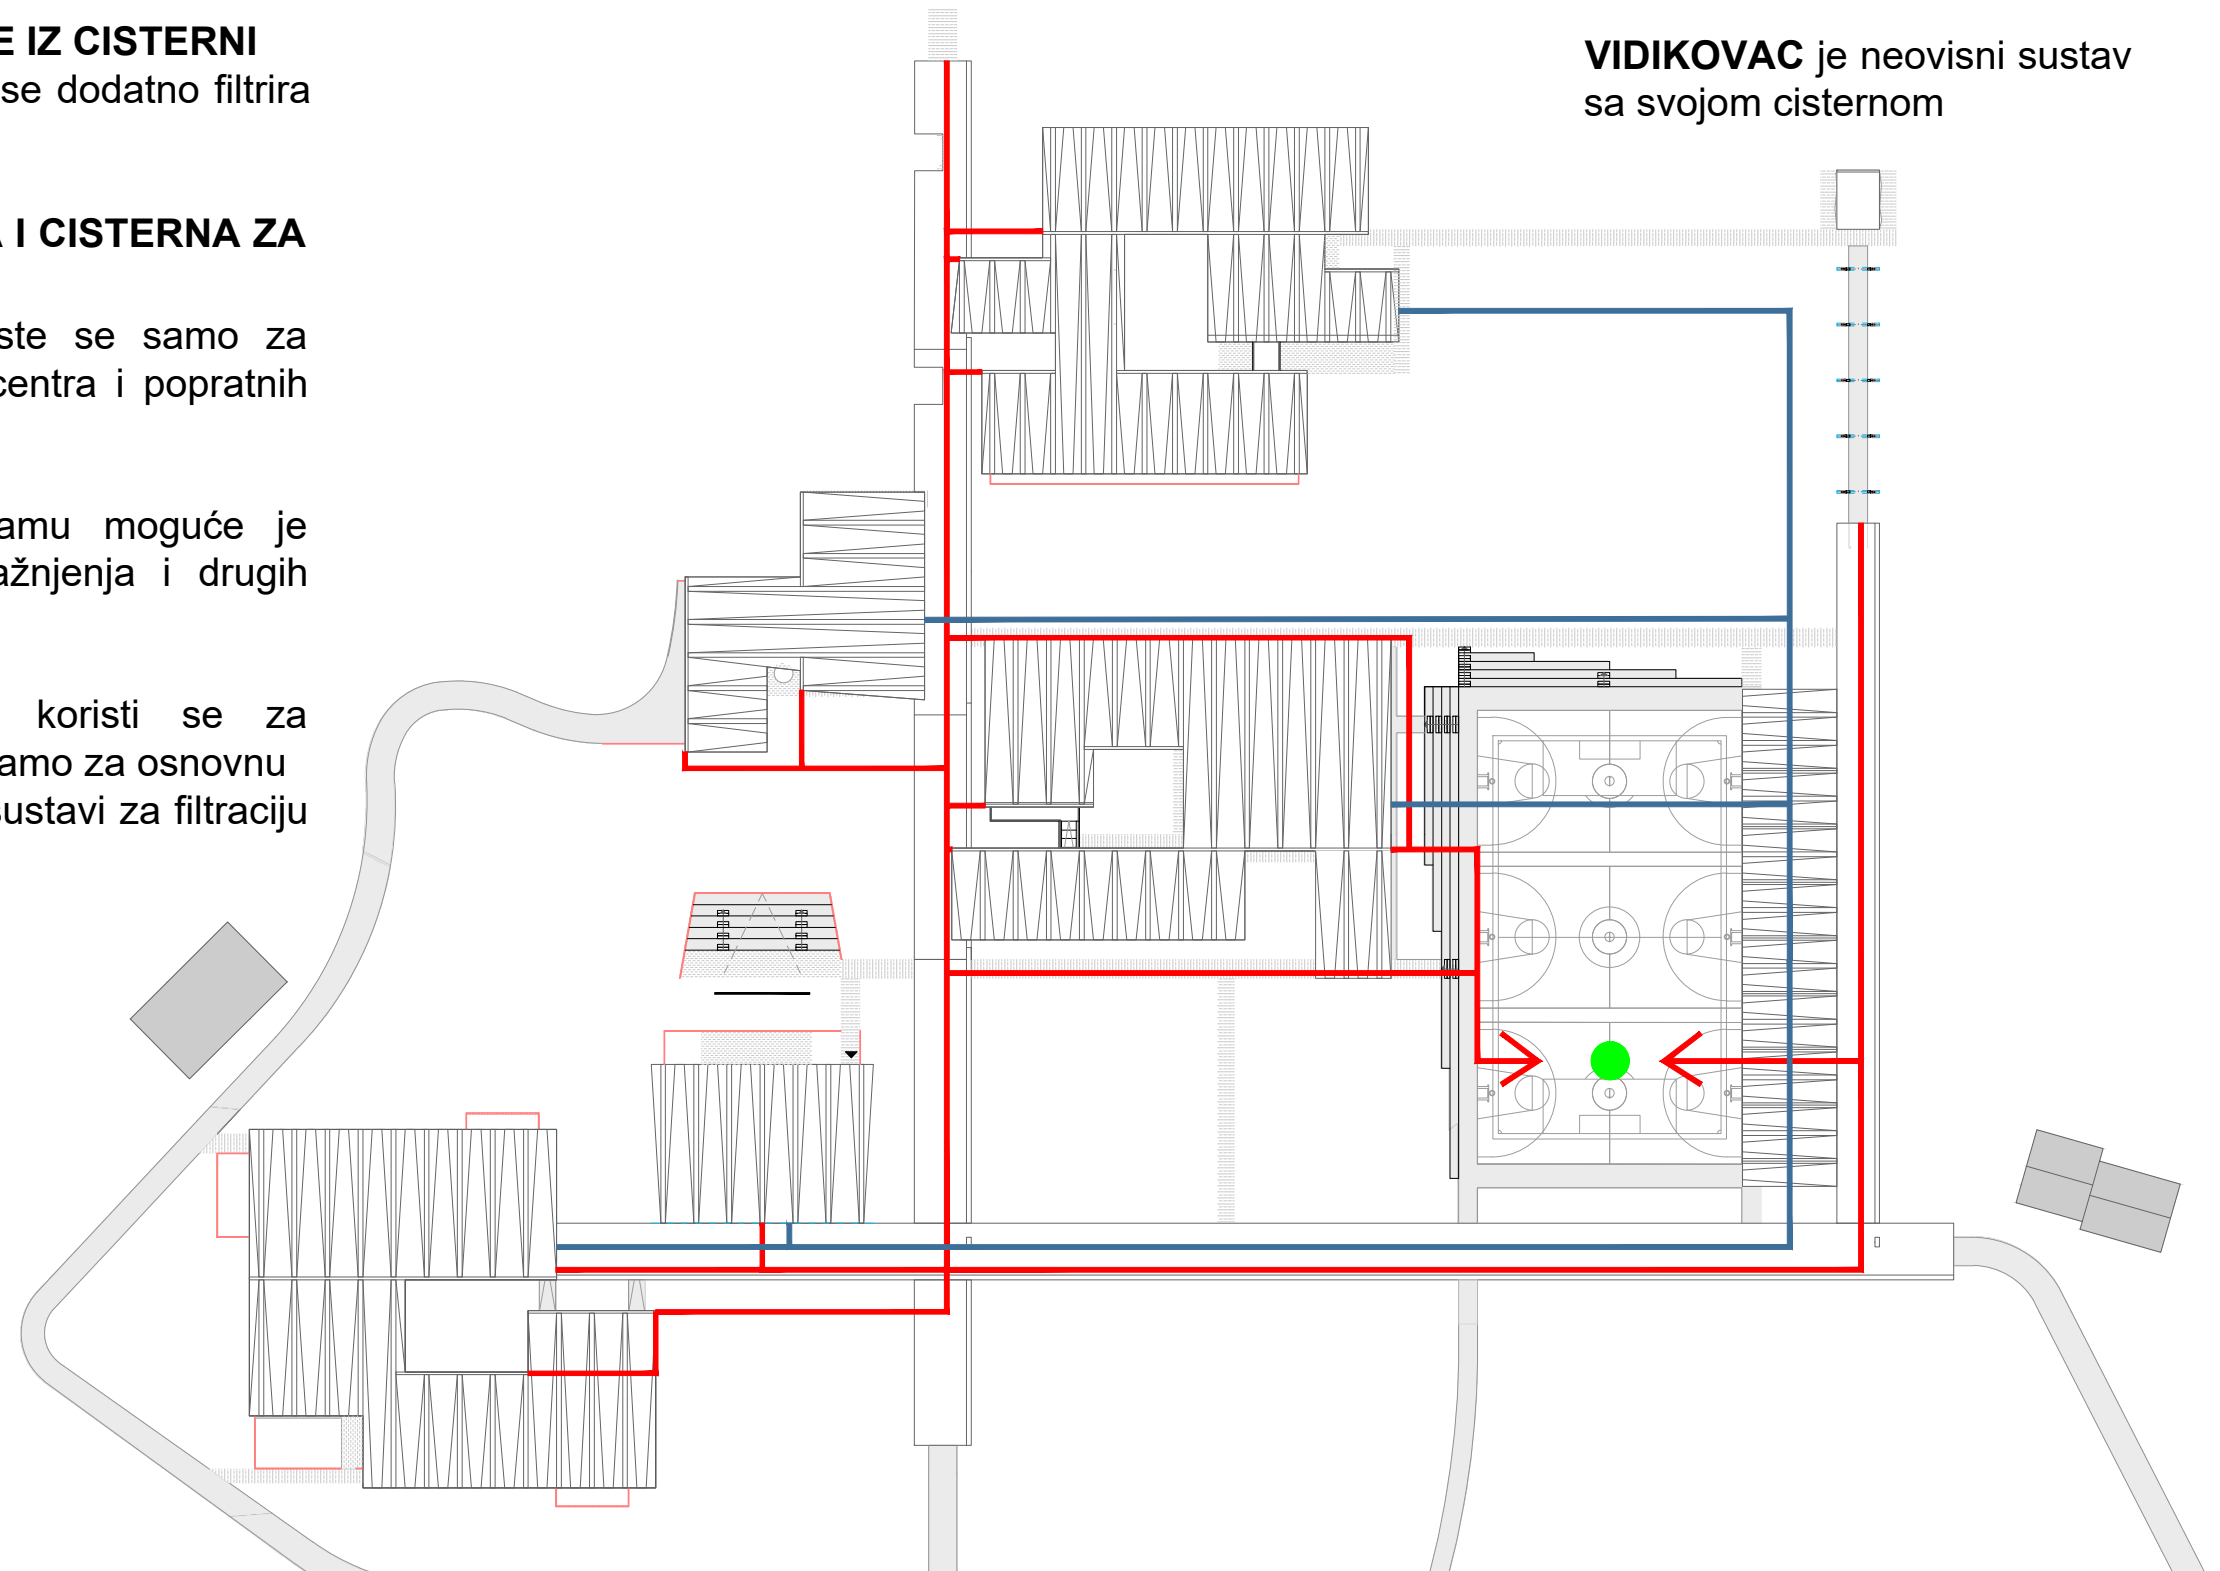 E IZ CISTERNI
se dodatno filtrira
A I CISTERNA ZA
ste se samo za
centra i popratnih
amu moguće je
ažnjenja i drugih
koristi se za
amo za osnovnu
sustavi za filtraciju
VIDIKOVAC je neovisni sustav
sa svojom cisternom